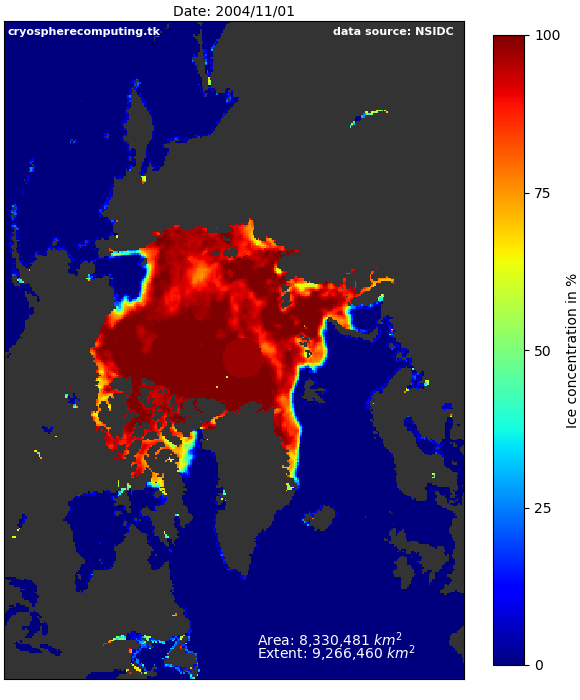 Date: 2004/11/01
cryospherecomputing.tk
data source: NSIDC
100
75
50
25
0
Ice concentration in %
Area: 8,330,481 km²
Extent: 9,266,460 km²